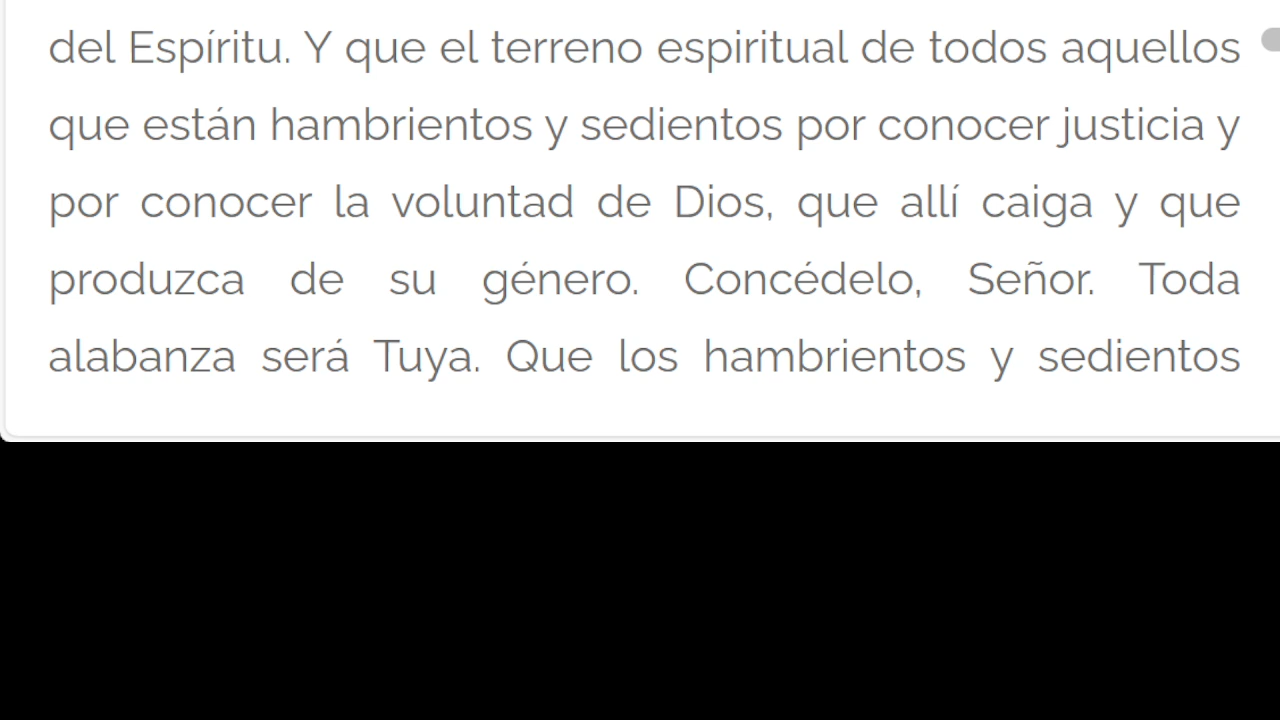 del Espíritu. Y que el terreno espiritual de todos aquellos
que están hambrientos y sedientos por conocer justicia y
por conocer la voluntad de Dios, que allí caiga y que
produzca de su género. Concédelo, Señor. Toda
alabanza será Tuya. Que los hambrientos y sedientos